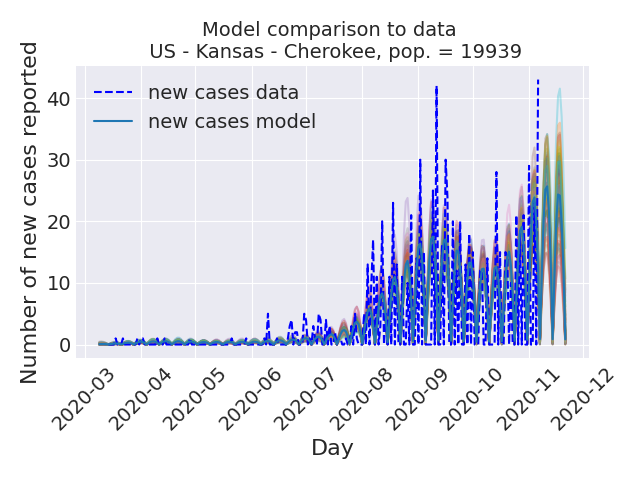 Model comparison to data
US - Kansas - Cherokee, pop. = 19939
Number of new cases reported
40
30
20
10
0
new cases data
new cases model
2020-03
2020-04
2020-05
2020-06
2020-07
2020-08
2020-09
2020-10
2020-11
2020-12
Day